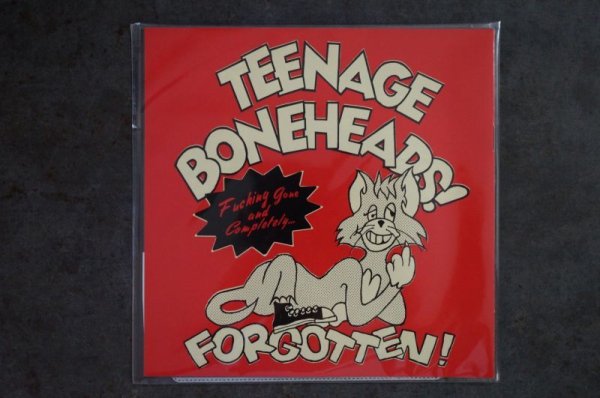 TEENAGE
BONEHEADS!
Fucking gone
and
Completely...
FORGOTTEN!